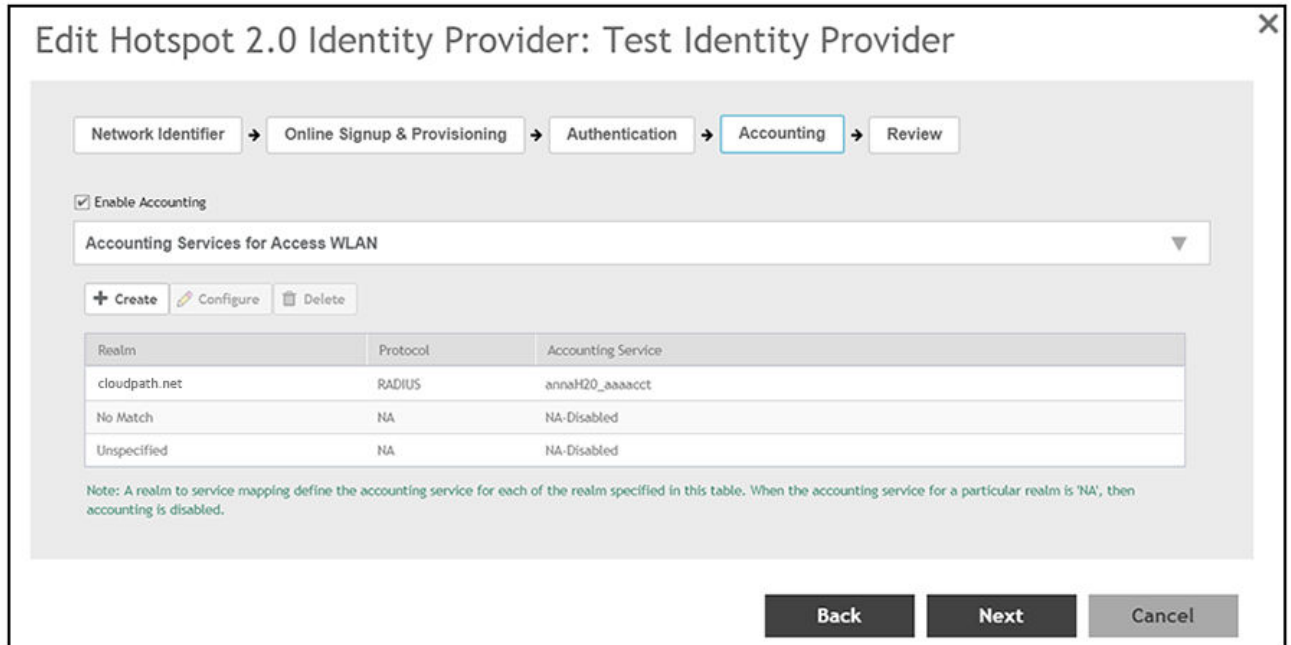 Edit Hotspot 2.0 Identity Provider: Test Identity Provider
Network Identifier → Online Signup & Provisioning → Authentication → Accounting → Review
Enable Accounting
Accounting Services for Access WLAN
Create Configure Delete
Realm Protocol Accounting Service
cloudpath.net RADIUS annaH20_aaaacct
No Match NA NA-Disabled
Unspecified NA NA-Disabled
Note: A realm to service mapping define the accounting service for each of the realm specified in this table. When the accounting service for a particular realm is 'NA', then
accounting is disabled.
Back Next Cancel